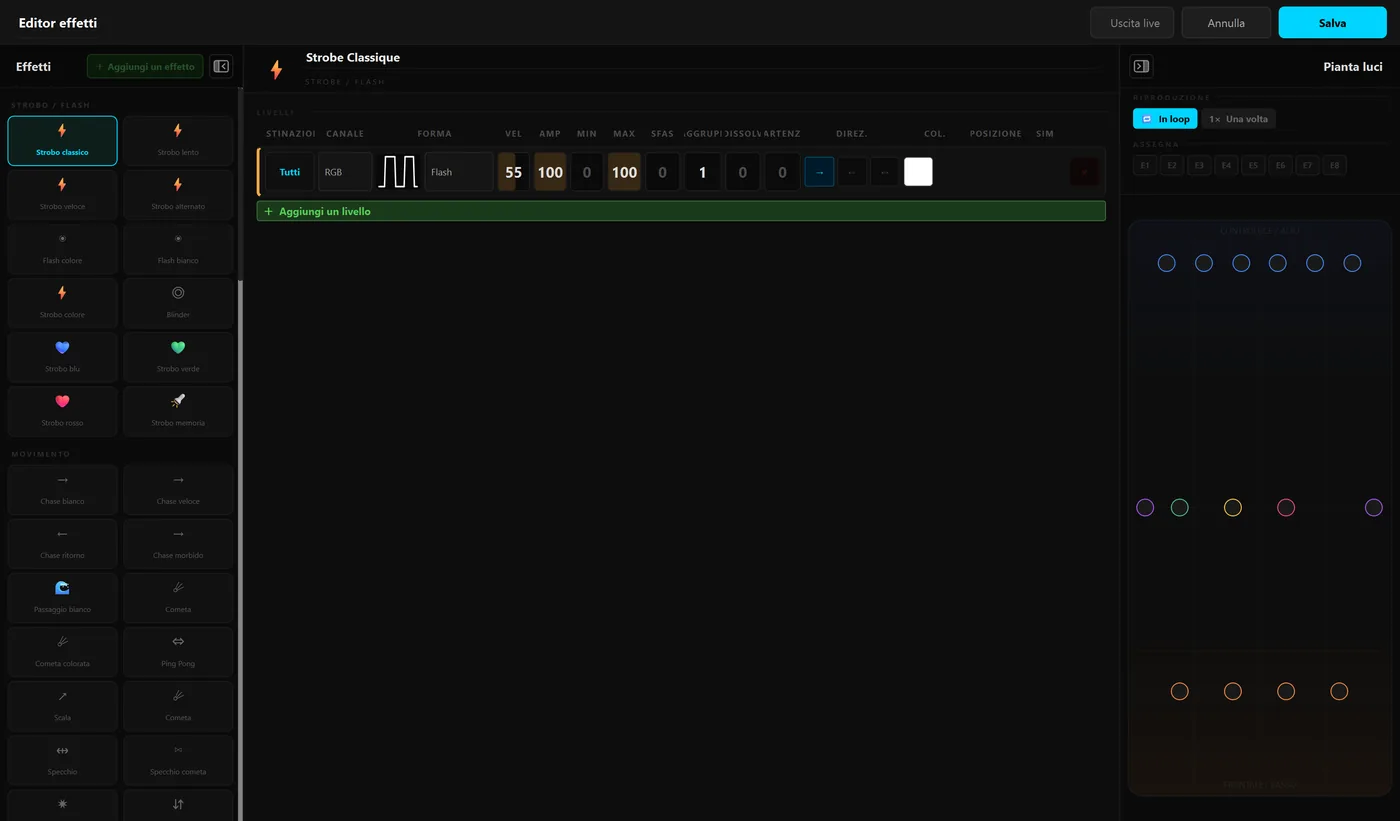 Editor effetti
Uscita live
Annulla
Salva
Effetti
+ Aggiungi un effetto
STROBO / FLASH
Strobo classico
Strobo lento
Strobo veloce
Strobo alternato
Flash colore
Flash bianco
Strobo colore
Blinder
Strobo blu
Strobo verde
Strobo rosso
Strobo memoria
MOVIMENTO
Chase bianco
Chase veloce
Chase ritorno
Chase morbido
Passaggio bianco
Cometa
Cometa colorata
Ping Pong
Scala
Cometa
Specchio
Specchio cometa
Strobe Classique
STROBE / FLASH
LIVELLI
STINAZIOI CANALE FORMA VEL AMP MIN MAX SFAS AGGRUPI DISSOLV ARTENZ DIREZ. COL. POSIZIONE SIM
Tutti RGB Flash 55 100 0 100 0 1 0 0
+ Aggiungi un livello
Pianta luci
RIPRODUZIONE
In loop
1× Una volta
ASSEGNA
E1 E2 E3 E4 E5 E6 E7 E8